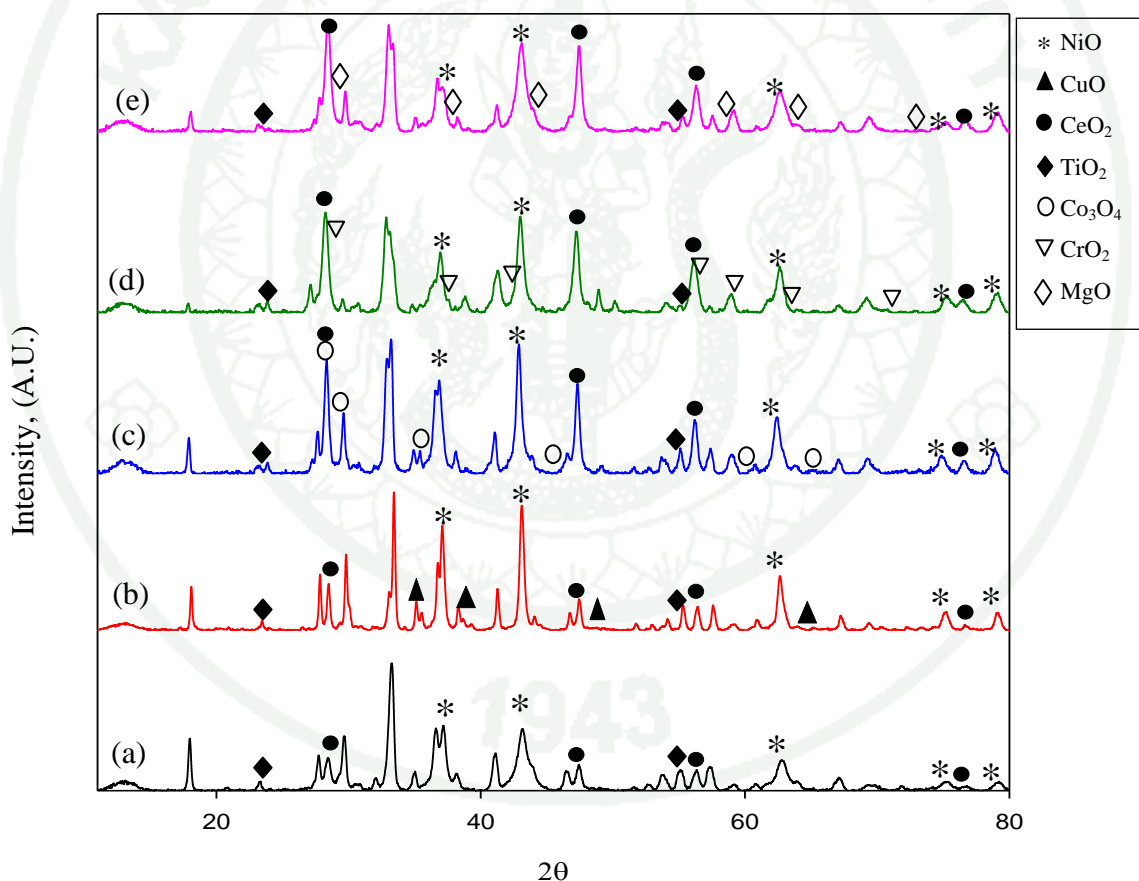 (e)
(d)
(c)
(b)
(a)
Intensity, (A.U.)
20
40
60
80
2θ
* NiO
▲ CuO
● CeO₂
◆ TiO₂
○ Co₃O₄
▽ CrO₂
◇ MgO
1943